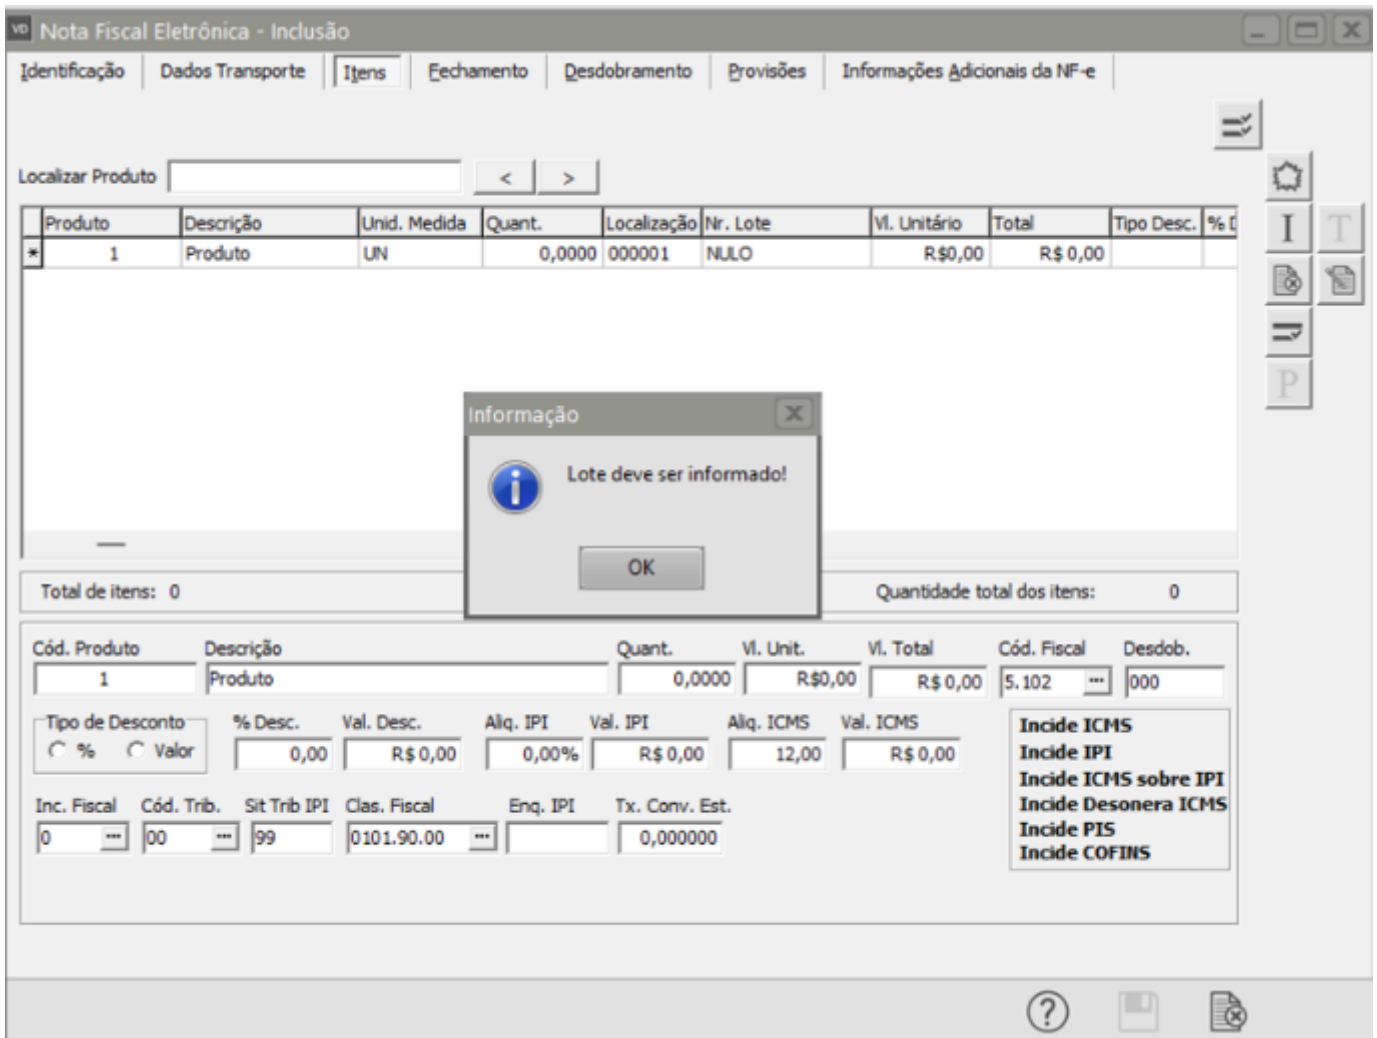 VD Nota Fiscal Eletrônica - Inclusão
Identificação Dados Transporte Itens Fechamento Desdobramento Provisões Informações Adicionais da NF-e
Localizar Produto < >
Produto Descrição Unid. Medida Quant. Localização Nr. Lote Vl. Unitário Total Tipo Desc. % D
* 1 Produto UN 0,0000 000001 NULO R$0,00 R$ 0,00
I T
P
Informação
Lote deve ser informado!
OK
Total de itens: 0 Quantidade total dos itens: 0
Cód. Produto Descrição Quant. Vl. Unit. Vl. Total Cód. Fiscal Desdob.
1 Produto 0,0000 R$0,00 R$ 0,00 5.102 ... 000
Tipo de Desconto % Desc. Val. Desc. Aliq. IPI Val. IPI Aliq. ICMS Val. ICMS
% Valor 0,00 R$ 0,00 0,00% R$ 0,00 12,00 R$ 0,00
Inc. Fiscal Cód. Trib. Sit Trib IPI Clas. Fiscal Enq. IPI Tx. Conv. Est.
0 ... 00 ... 99 0101.90.00 ... 0,000000
Incide ICMS
Incide IPI
Incide ICMS sobre IPI
Incide Desonera ICMS
Incide PIS
Incide COFINS
?